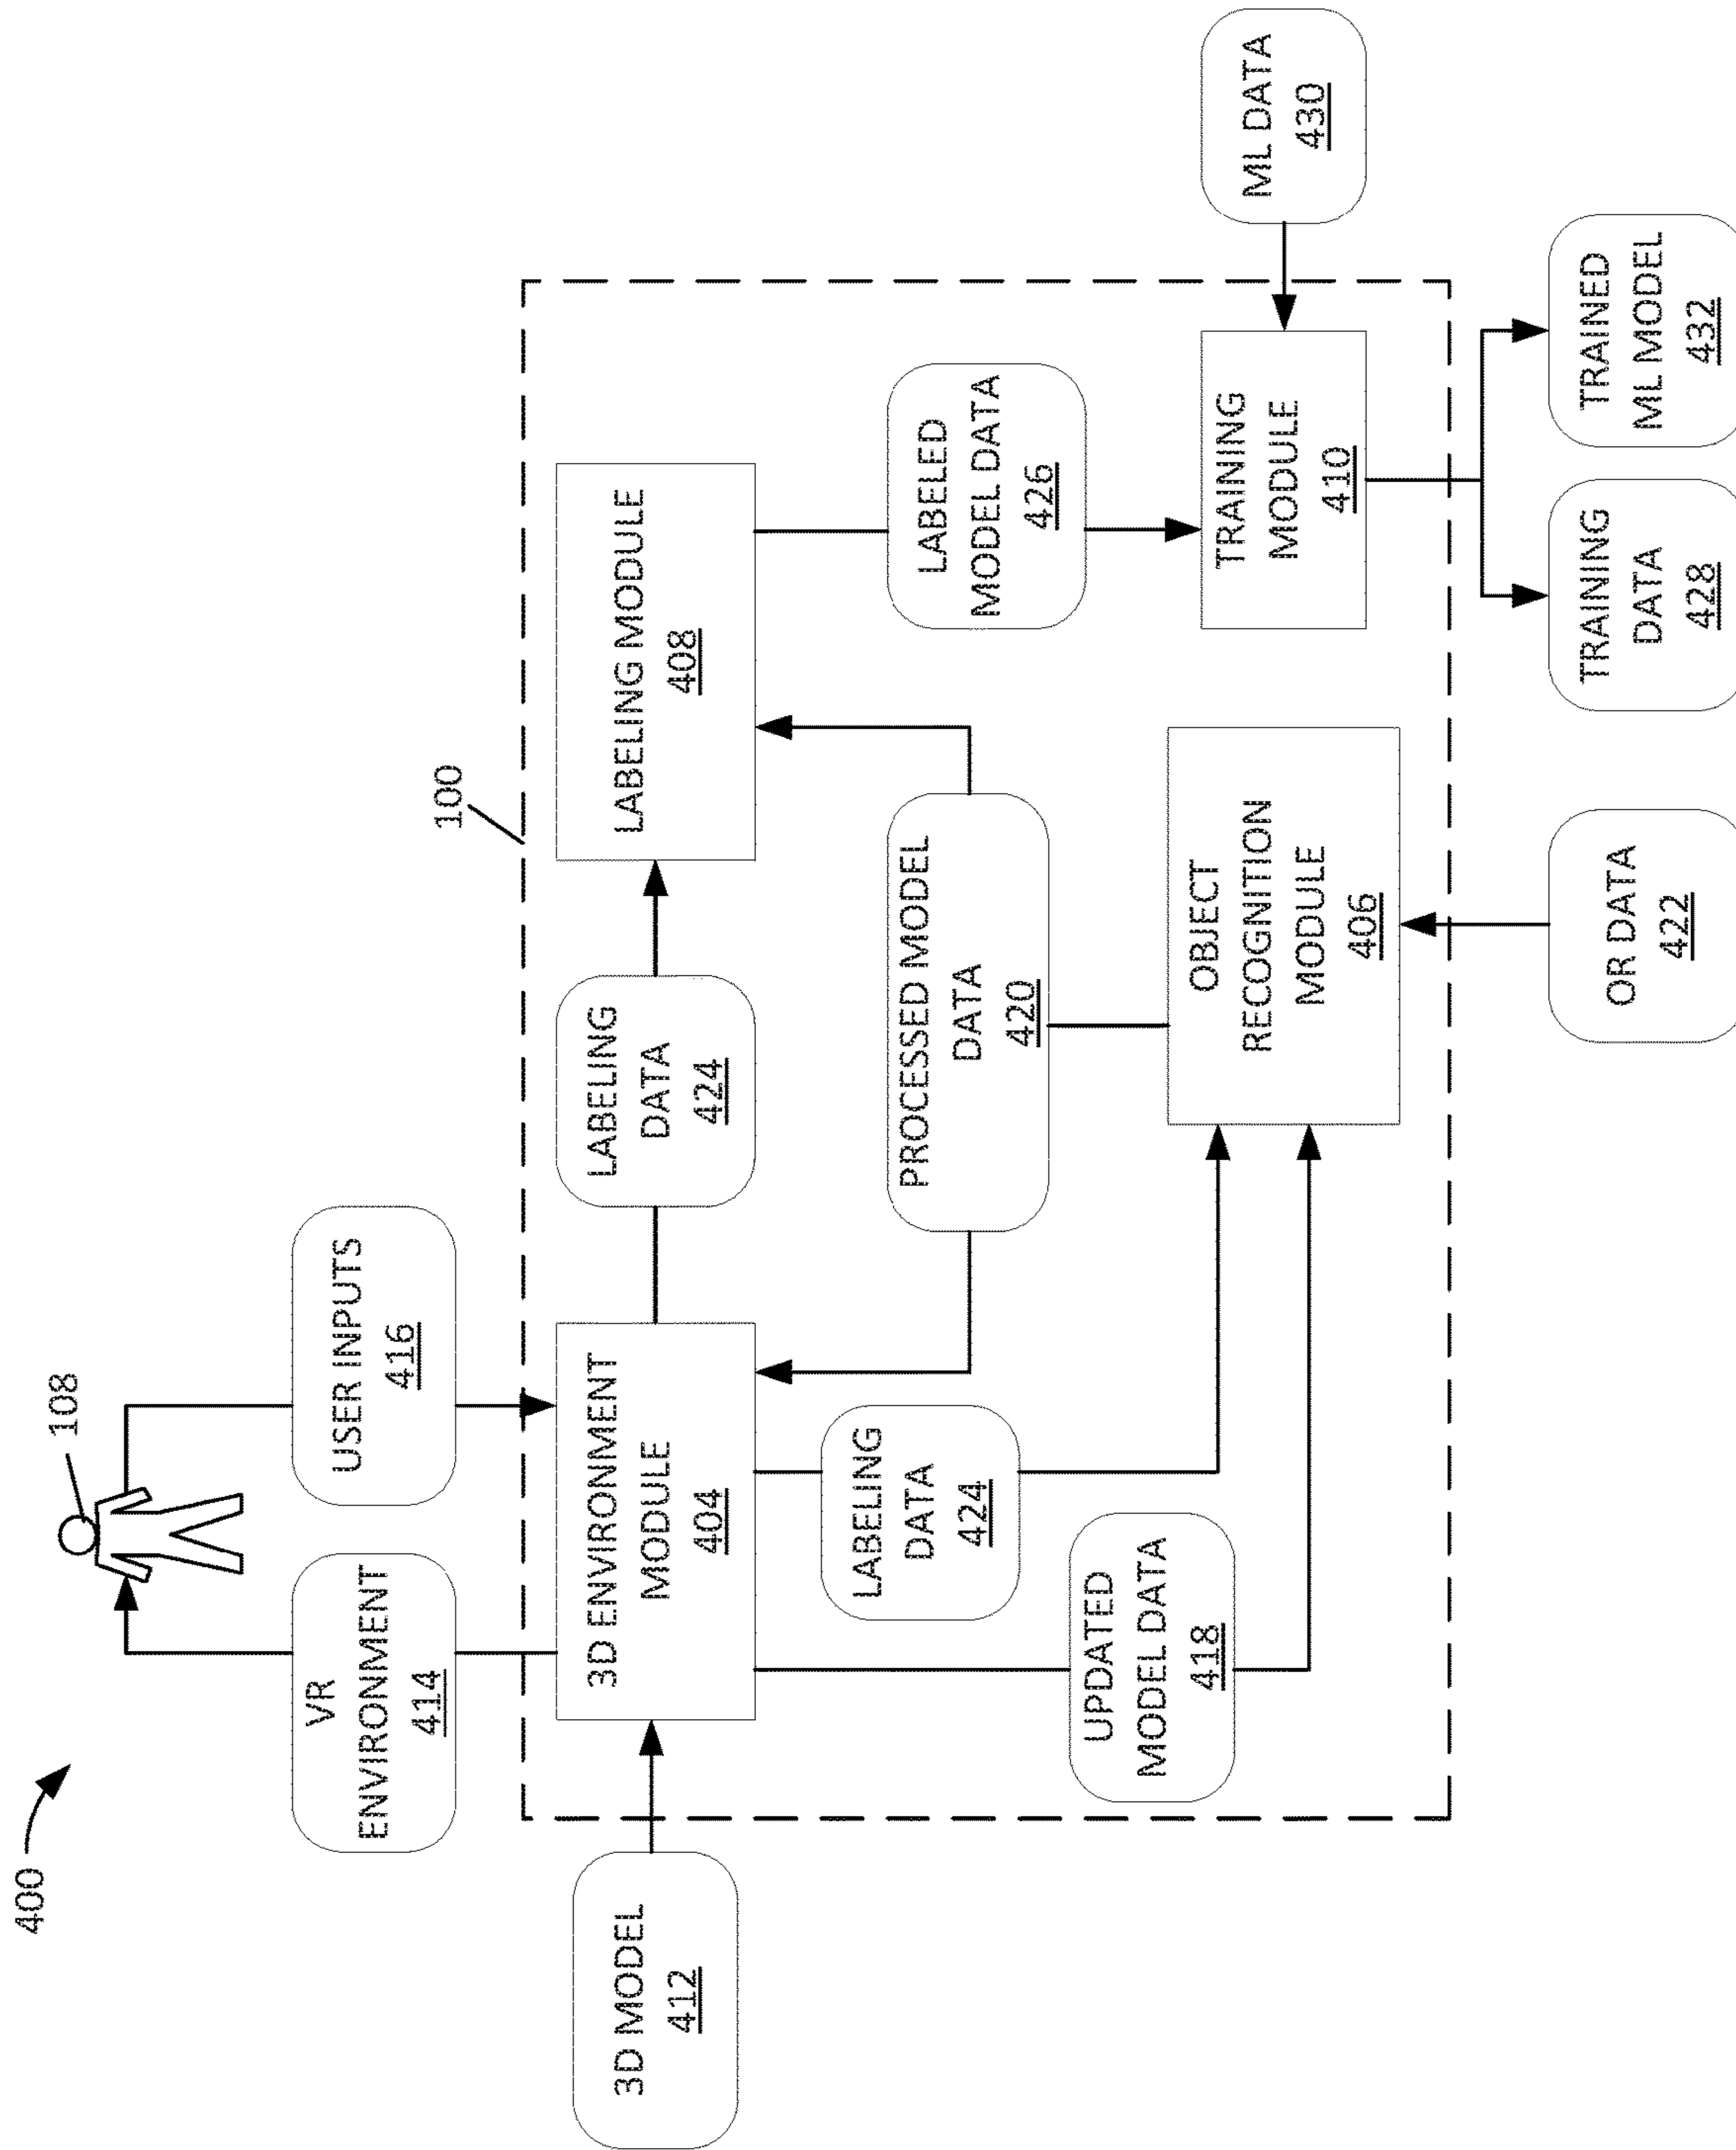 400
108
VR
ENVIRONMENT
414
USER INPUTS
416
100
3D MODEL
412
3D ENVIRONMENT
MODULE
404
LABELING
DATA
424
LABELING MODULE
408
LABELING
DATA
424
PROCESSED MODEL
DATA
420
LABELED
MODEL DATA
426
UPDATED
MODEL DATA
418
OBJECT
RECOGNITION
MODULE
406
TRAINING
MODULE
410
ML DATA
430
OR DATA
422
TRAINING
DATA
428
TRAINED
ML MODEL
432